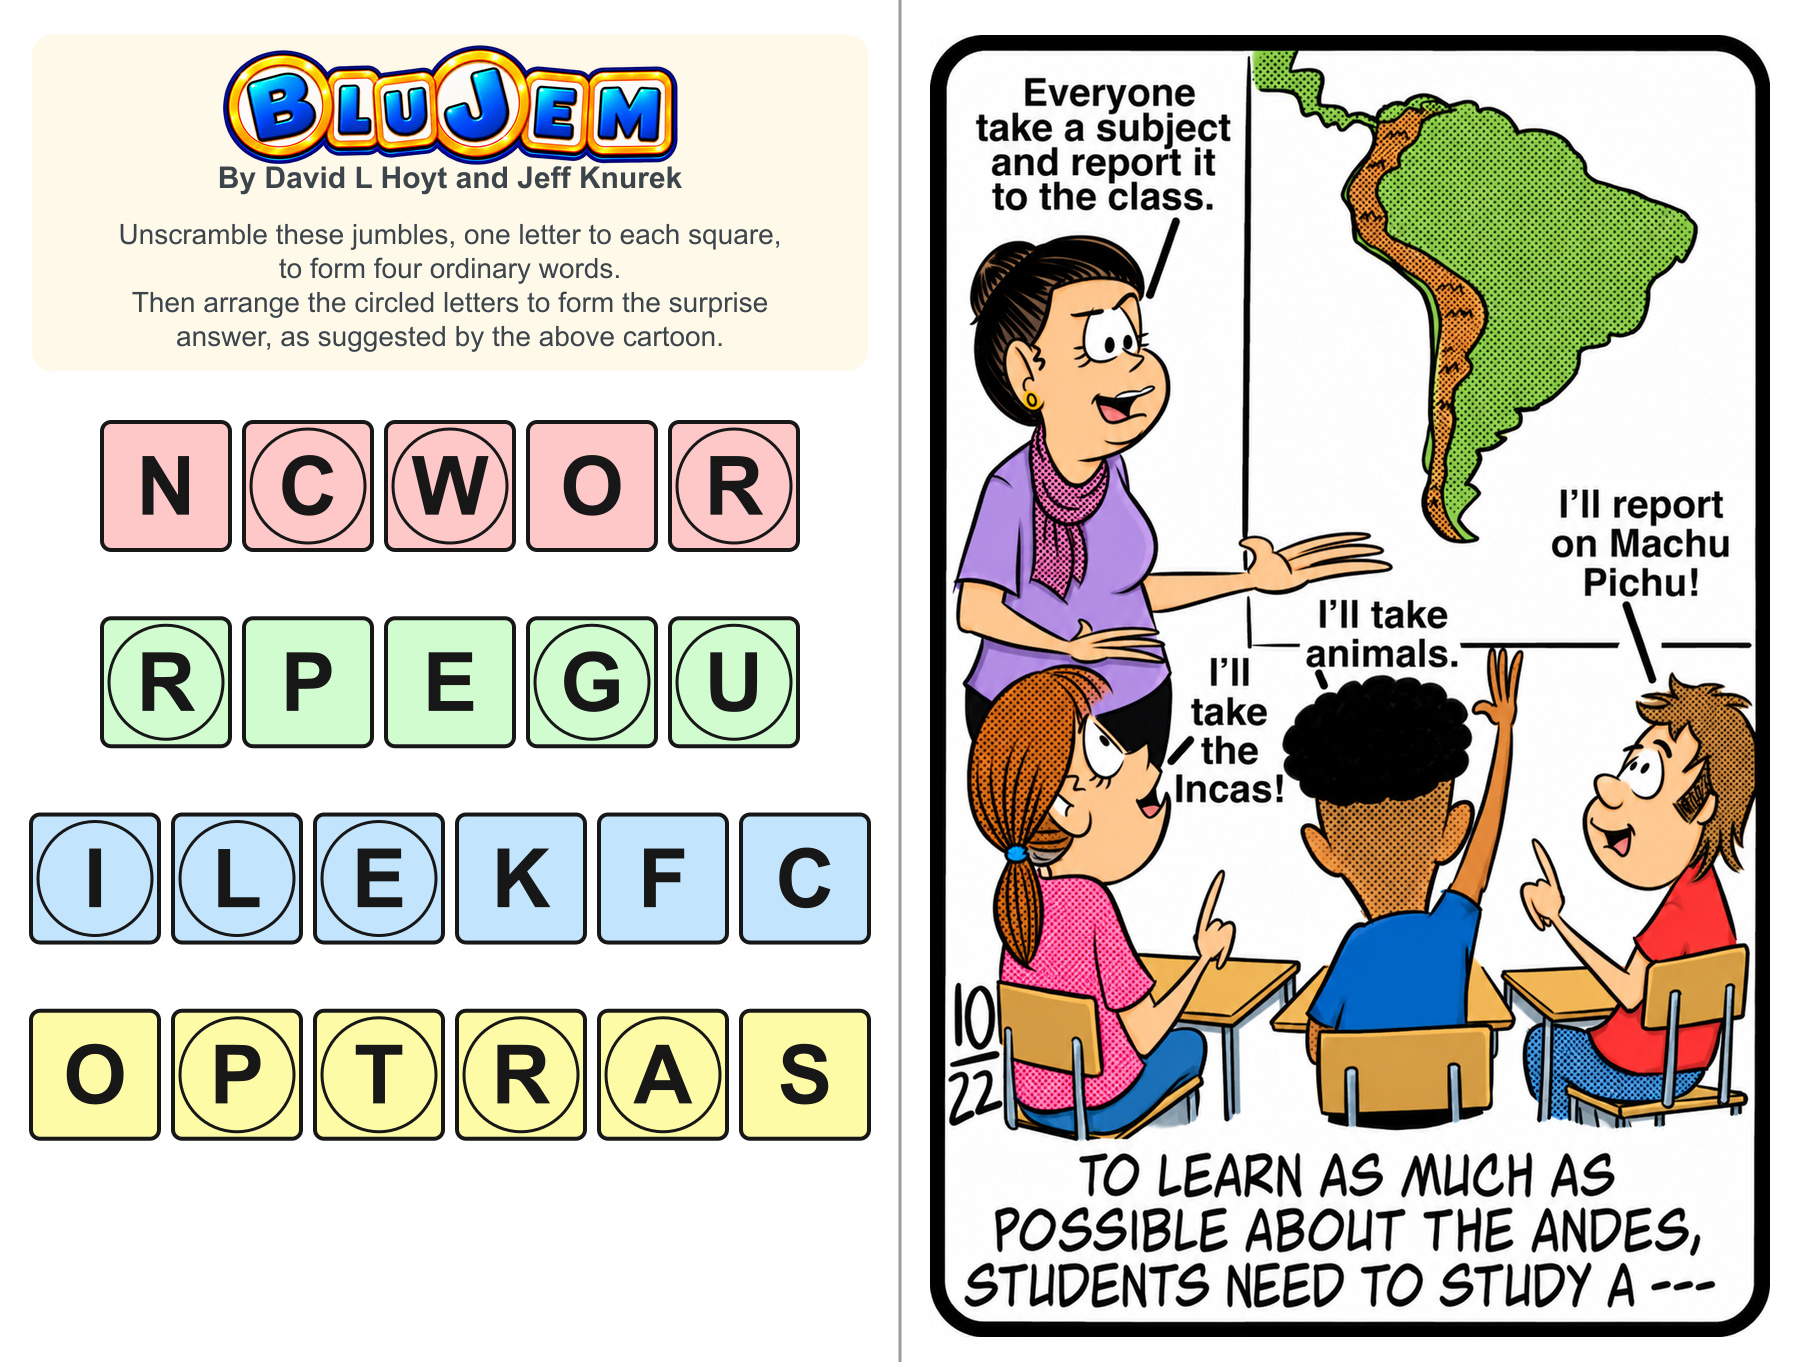 BLUJEM
By David L Hoyt and Jeff Knurek
Unscramble these jumbles, one letter to each square,
to form four ordinary words.
Then arrange the circled letters to form the surprise
answer, as suggested by the above cartoon.
N C W O R
R P E G U
I L E K F C
O P T R A S
Everyone
take a subject
and report it
to the class.
I'll report
on Machu
Pichu!
I'll take
animals.
I'll
take
the
Incas!
10
22
TO LEARN AS MUCH AS
POSSIBLE ABOUT THE ANDES,
STUDENTS NEED TO STUDY A ---